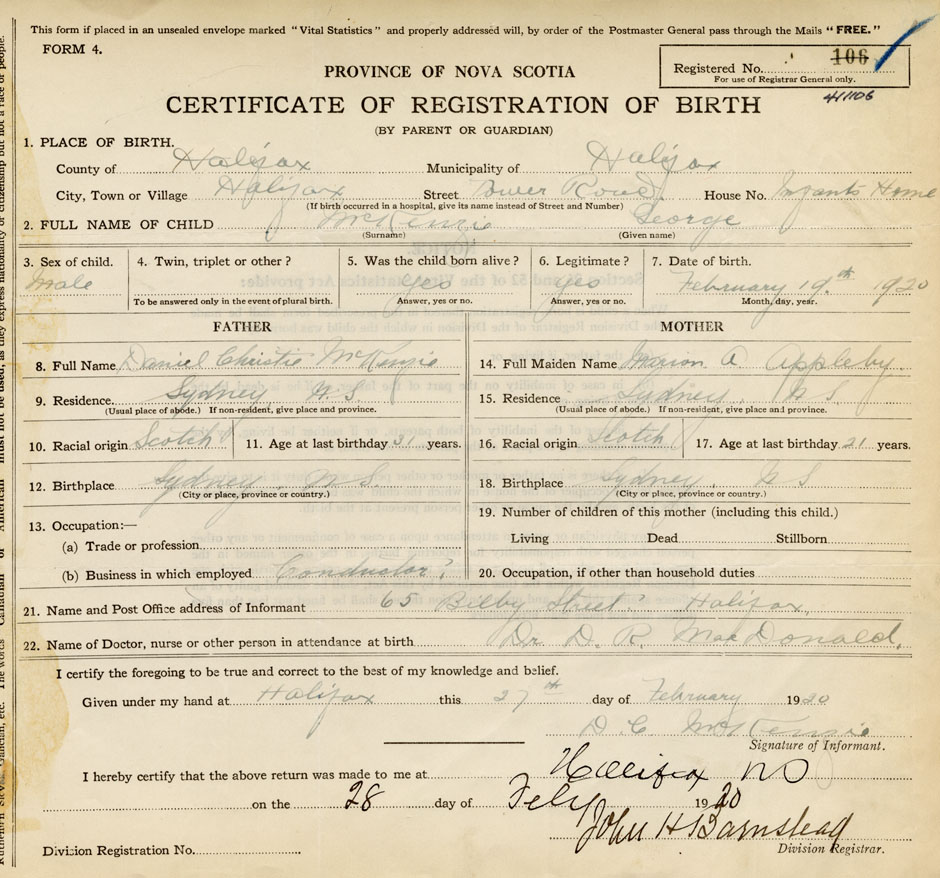 This form if placed in an unsealed envelope marked "Vital Statistics" and properly addressed will, by order of the Postmaster General pass through the Mails "FREE."
FORM 4.
Registered No. 106
For use of Registrar General only.
PROVINCE OF NOVA SCOTIA
411106
CERTIFICATE OF REGISTRATION OF BIRTH
(BY PARENT OR GUARDIAN)
1. PLACE OF BIRTH.
County of Halifax Municipality of Halifax
City, Town or Village Halifax Street Tower Road House No. Infants Home
(If birth occurred in a hospital, give its name instead of Street and Number)
2. FULL NAME OF CHILD McKenzie George
(Surname) (Given name)
3. Sex of child. 4. Twin, triplet or other? 5. Was the child born alive? 6. Legitimate? 7. Date of birth.
Male Yes Yes February 19th 1920
To be answered only in the event of plural birth. Answer, yes or no. Answer, yes or no. Month, day, year.
FATHER MOTHER
8. Full Name Daniel Christie McKenzie 14. Full Maiden Name Marion A Appleby
9. Residence. Sydney N.S. 15. Residence Sydney, N S
(Usual place of abode.) If non-resident, give place and province. (Usual place of abode.) If non-resident, give place and province.
10. Racial origin Scotch 11. Age at last birthday 31 years. 16. Racial origin Scotch 17. Age at last birthday 21 years.
12. Birthplace Sydney, N.S. 18. Birthplace Sydney, N S
(City or place, province or country.) (City or place, province or country.)
13. Occupation:— 19. Number of children of this mother (including this child.)
(a) Trade or profession Living Dead Stillborn
(b) Business in which employed Conductor 20. Occupation, if other than household duties
21. Name and Post Office address of Informant 65 Bilby Street Halifax,
22. Name of Doctor, nurse or other person in attendance at birth Dr. D. R. MacDonald,
I certify the foregoing to be true and correct to the best of my knowledge and belief.
Given under my hand at Halifax this 27th day of February 1920
D. C. McKenzie
Signature of Informant.
I hereby certify that the above return was made to me at Halifax NS
on the 28 day of Feby 1920
John H Barnstead
Division Registration No. Division Registrar.